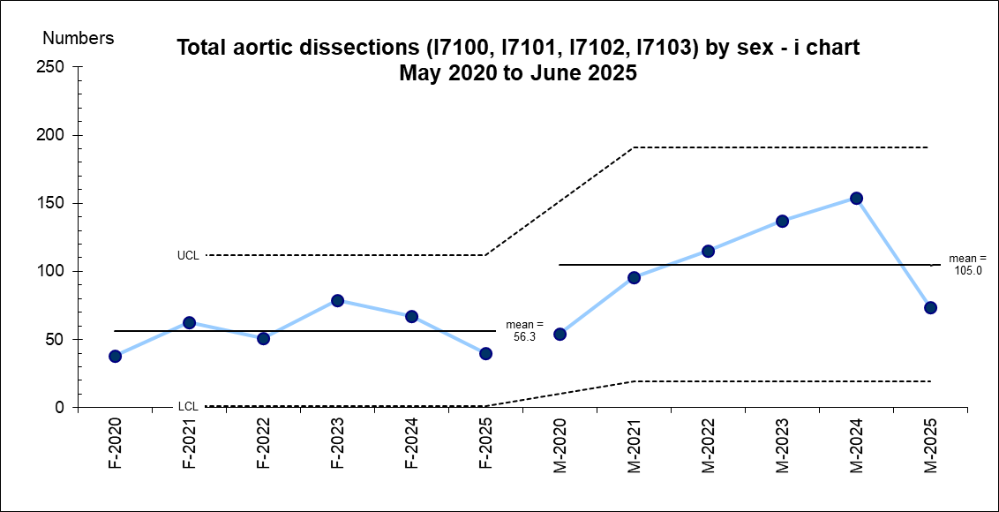 Numbers
Total aortic dissections (I7100, I7101, I7102, I7103) by sex - i chart
May 2020 to June 2025
250
200
150
100
50
0
UCL
LCL
mean =
56.3
mean =
105.0
F-2020
F-2021
F-2022
F-2023
F-2024
F-2025
M-2020
M-2021
M-2022
M-2023
M-2024
M-2025